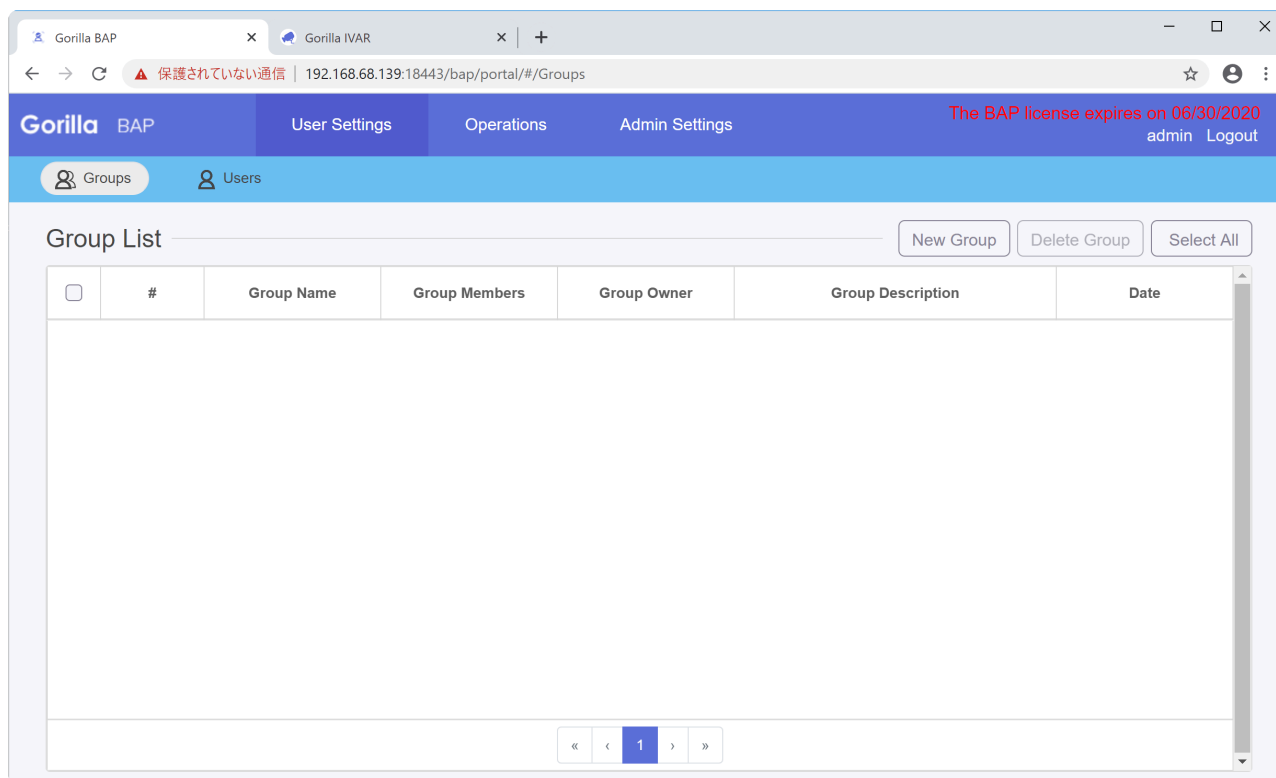 Gorilla BAP
Gorilla IVAR
保護されていない通信 | 192.168.68.139:18443/bap/portal/#/Groups
Gorilla BAP
User Settings
Operations
Admin Settings
The BAP license expires on 06/30/2020
admin Logout
Groups
Users
Group List
New Group
Delete Group
Select All
# Group Name Group Members Group Owner Group Description Date
« ‹ 1 › »